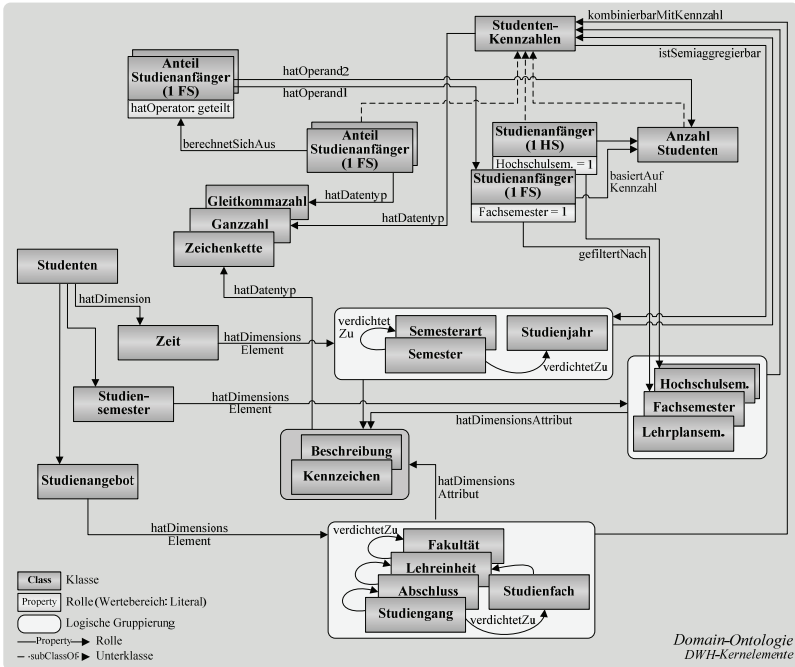 Studenten-
Kennzahlen
kombinierbarMitKennzahl
istSemiaggregierbar
Anteil
Studienanfänger
(1 FS)
hatOperator: geteilt
hatOperand2
hatOperand1
berechnetSichAus
Anteil
Studienanfänger
(1 FS)
Studienanfänger
(1 HS)
Hochschulsem. = 1
Studienanfänger
(1 FS)
Fachsemester = 1
Anzahl
Studenten
basiertAuf
Kennzahl
hatDatentyp
hatDatentyp
gefiltertNach
Gleitkommazahl
Ganzzahl
Zeichenkette
hatDatentyp
Studenten
hatDimension
Zeit
hatDimensions
Element
verdichtet
Zu
Semesterart
Semester
Studienjahr
verdichtetZu
Studien-
semester
hatDimensions
Element
Hochschulsem.
Fachsemester
Lehrplansem.
hatDimensionsAttribut
Beschreibung
Kennzeichen
Studienangebot
hatDimensions
Attribut
hatDimensions
Element
verdichtetZu
Fakultät
Lehreinheit
Abschluss
Studiengang
Studienfach
verdichtetZu
Class Klasse
Property Rolle (Wertebereich: Literal)
Logische Gruppierung
Property Rolle
subClassOf Unterklasse
Domain-Ontologie
DWH-Kernelemente